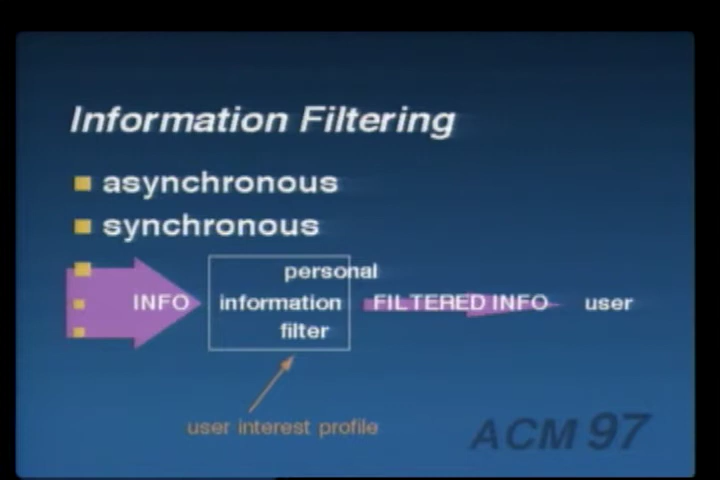 Information Filtering
asynchronous
synchronous
personal
INFO information FILTERED INFO user
filter
user interest profile
ACM 97